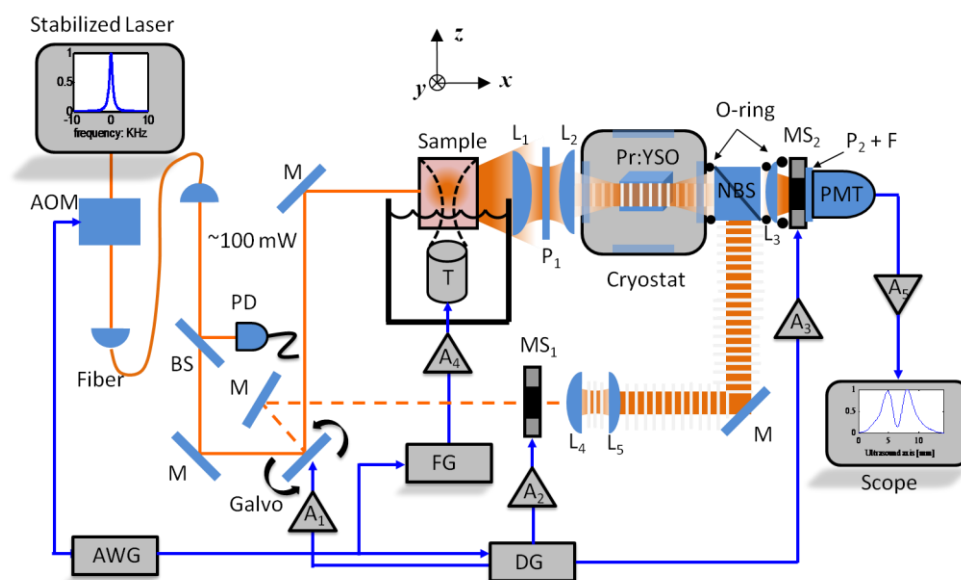 Stabilized Laser
1
0.5
0
-10 0 10
frequency: KHz
z
y
x
O-ring
MS2
P2 + F
Sample
L1
L2
Pr:YSO
NBS
PMT
M
AOM
~100 mW
T
P1
L3
Cryostat
PD
A5
A3
A4
MS1
Fiber
BS
M
M
M
L4
L5
M
Galvo
FG
A1
A2
1
0.5
0
0 5 10
Ultrasound axis [mm]
Scope
AWG
DG